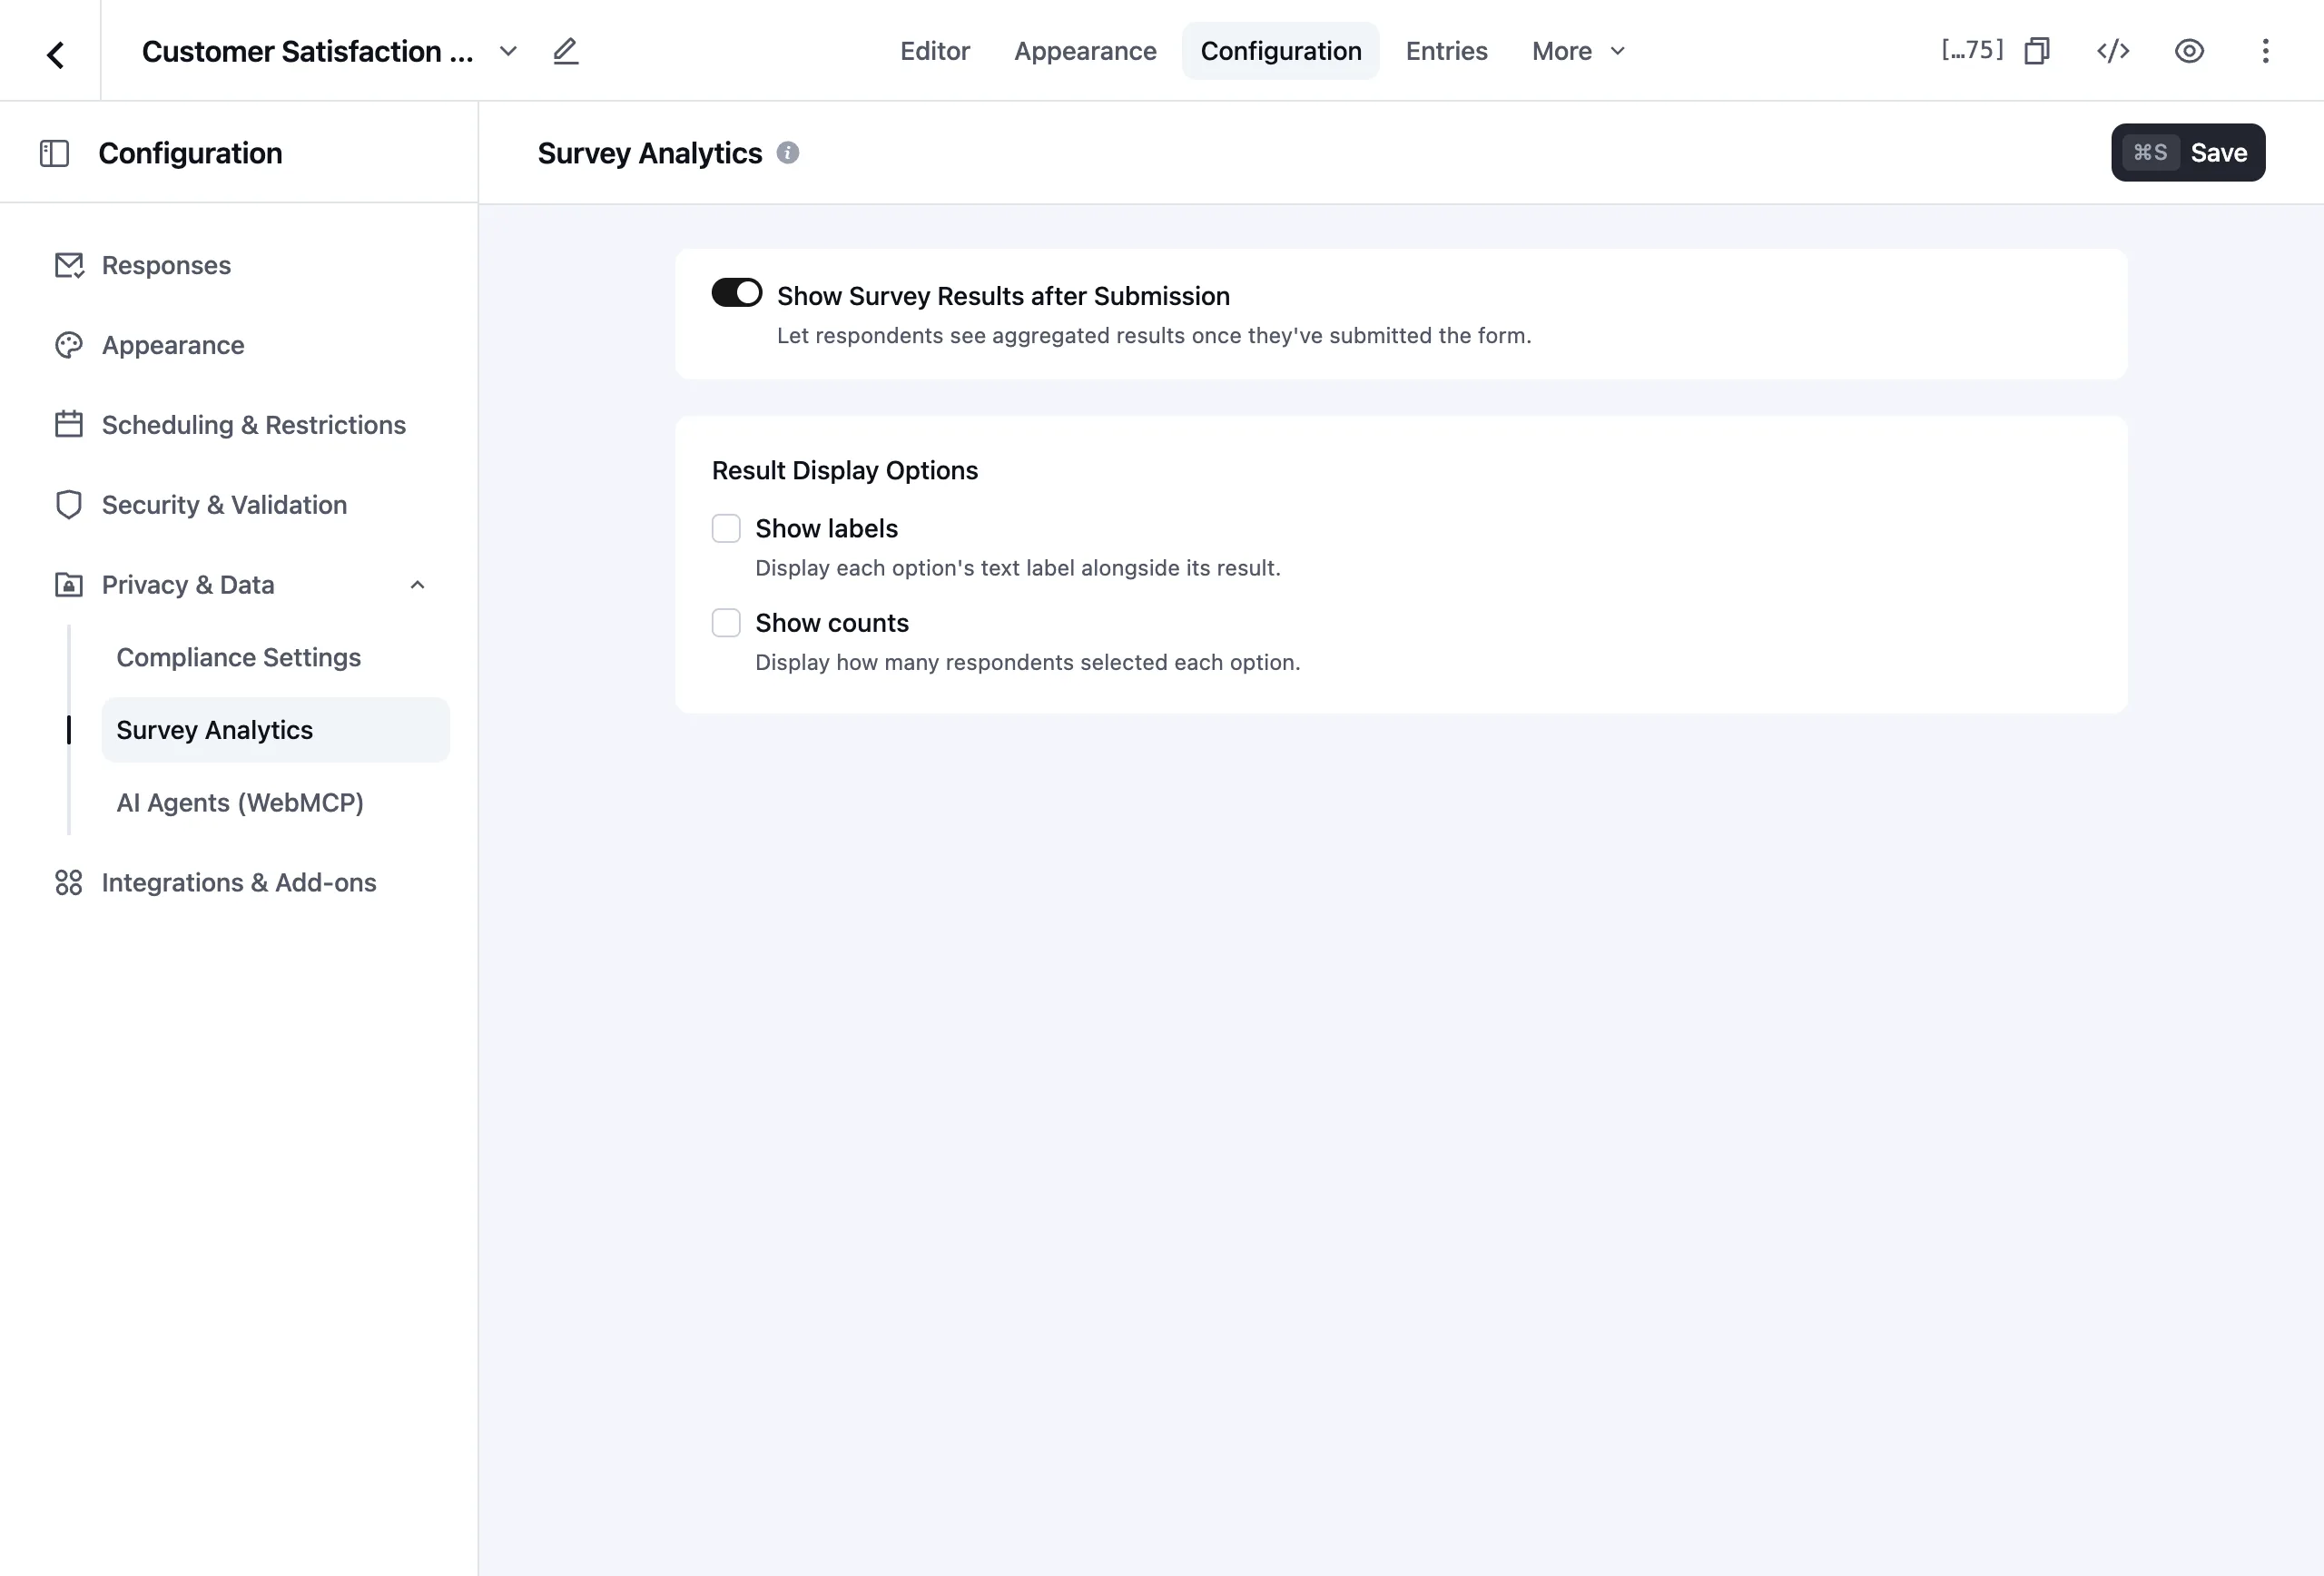 Customer Satisfaction ...
Editor
Appearance
Configuration
Entries
More
[...75]
Configuration
Survey Analytics
⌘S Save
Responses
Appearance
Scheduling & Restrictions
Security & Validation
Privacy & Data
Compliance Settings
Survey Analytics
AI Agents (WebMCP)
Integrations & Add-ons
Show Survey Results after Submission
Let respondents see aggregated results once they've submitted the form.
Result Display Options
Show labels
Display each option's text label alongside its result.
Show counts
Display how many respondents selected each option.